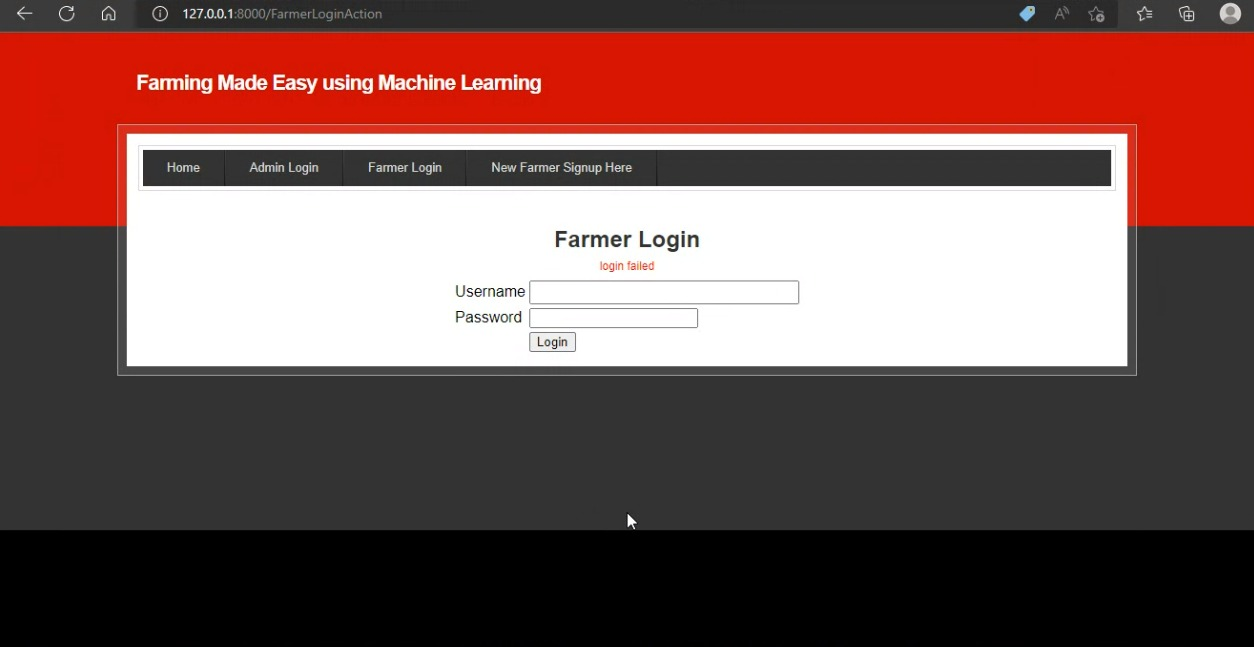 127.0.0.1:8000/FarmerLoginAction
Farming Made Easy using Machine Learning
Home Admin Login Farmer Login New Farmer Signup Here
Farmer Login
login failed
Username
Password
Login